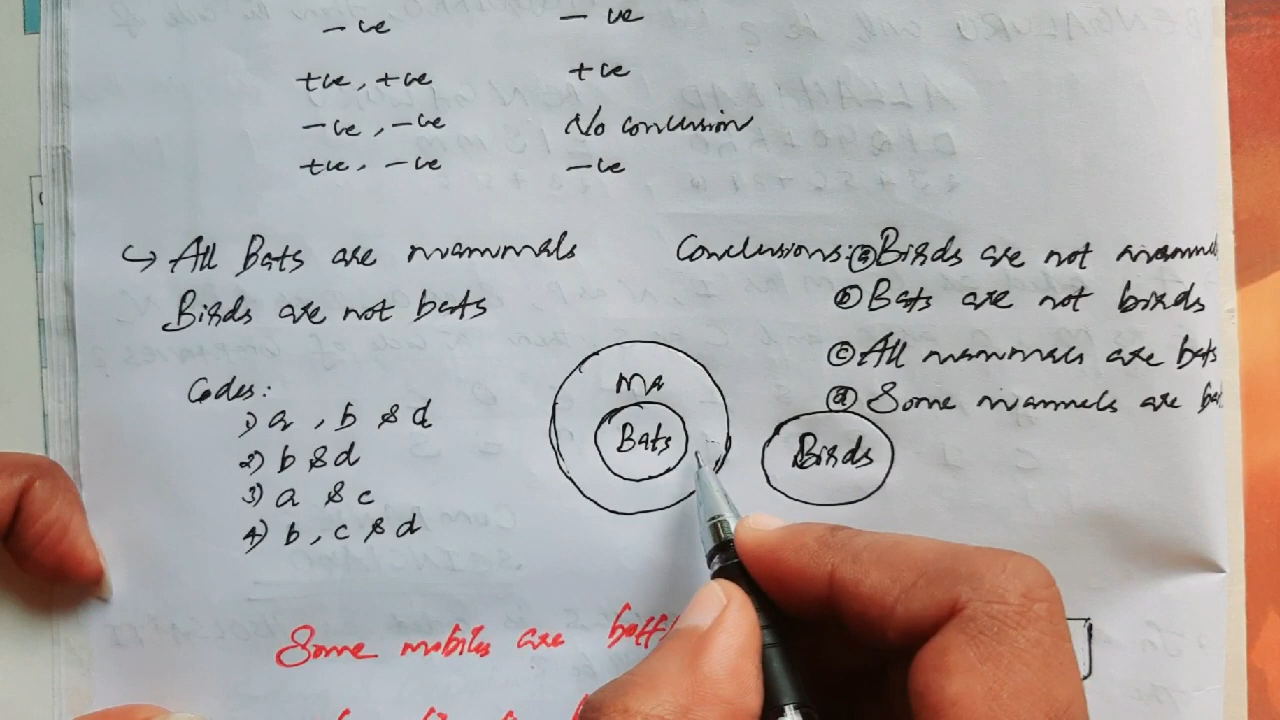 -ve -ve
+ve, +ve +ve
-ve, -ve No conclusion
+ve, -ve -ve
↪ All Bats are mammals Conclusions: ⓐ Birds are not mammals
Birds are not bats ⓑ Bats are not birds
ⓒ All mammals are bats
Codes: ⓓ Some mammals are bat
1) a, b & d Ma
2) b & d Bats Birds
3) a & c
4) b, c & d
Some mobiles are